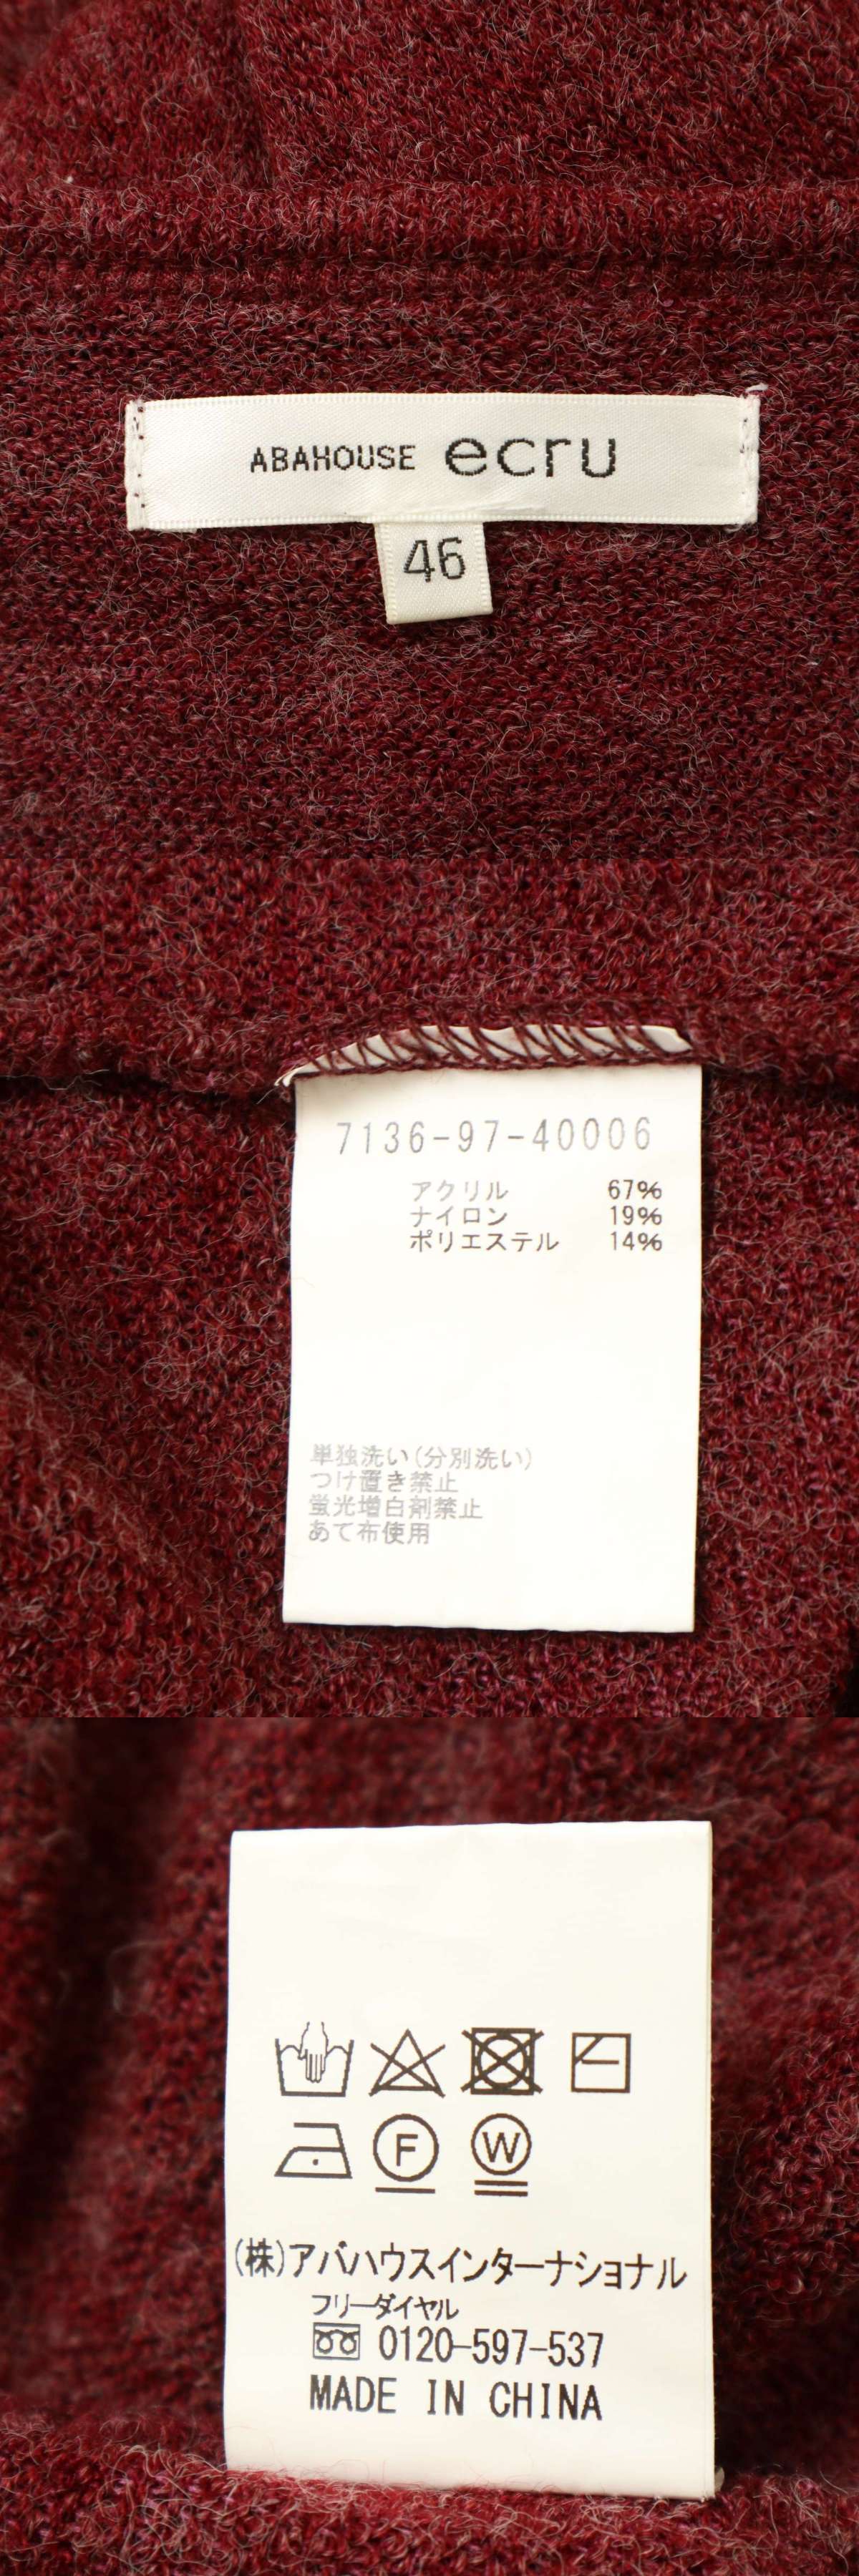 ABAHOUSE ecru
46
7136-97-40006
アクリル 67%
ナイロン 19%
ポリエステル 14%
単独洗い(分別洗い)
つけ置き禁止
蛍光増白剤禁止
あて布使用
F W
(株)アバハウスインターナショナル
フリーダイヤル
0120-597-537
MADE IN CHINA